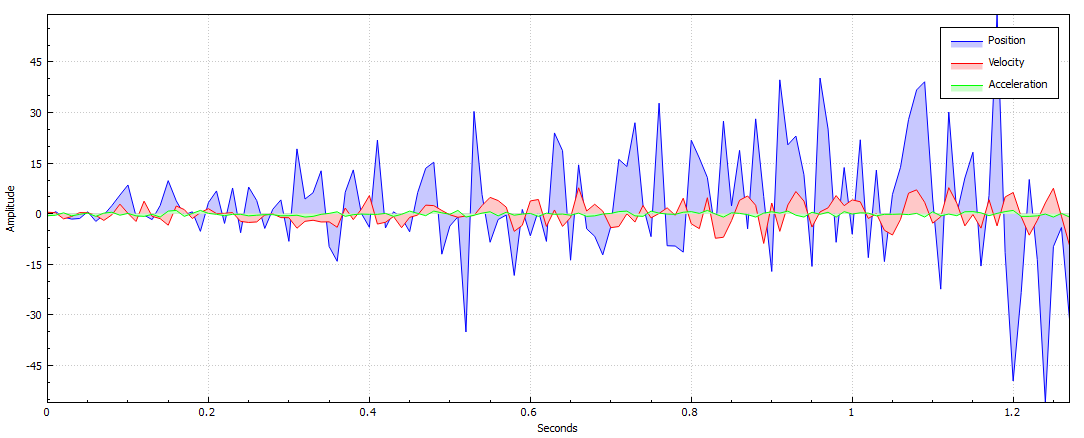 Position
Velocity
Acceleration
Amplitude
45
30
15
0
-15
-30
-45
0
0.2
0.4
0.6
0.8
1
1.2
Seconds